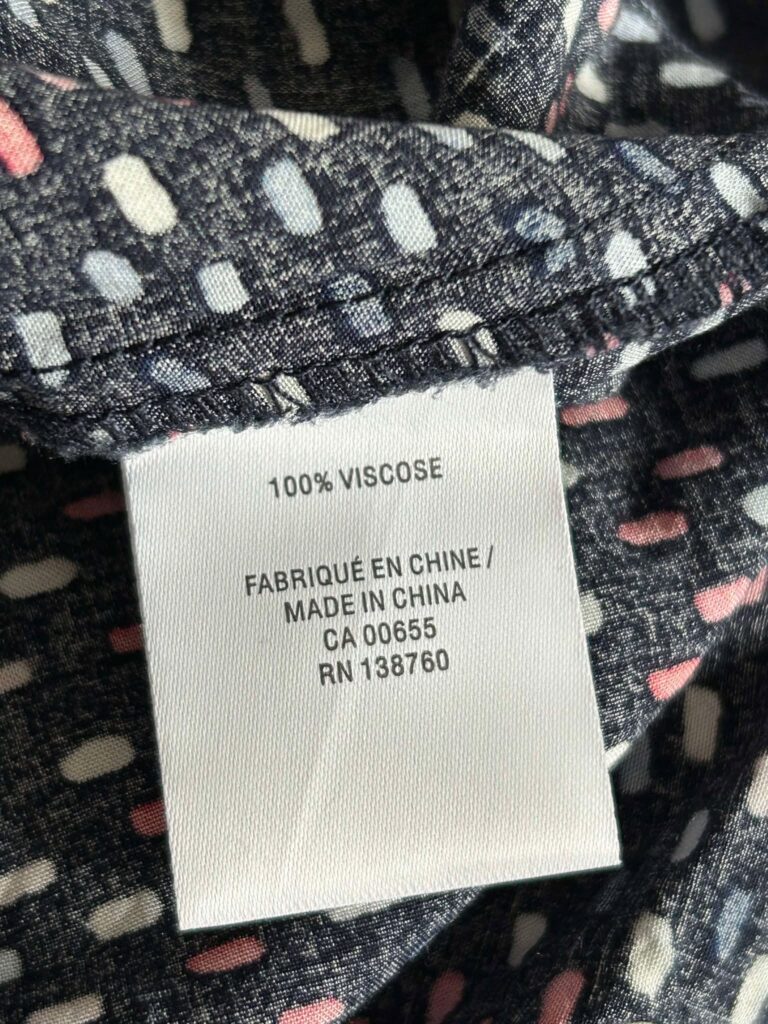 100% VISCOSE
FABRIQUÉ EN CHINE /
MADE IN CHINA
CA 00655
RN 138760